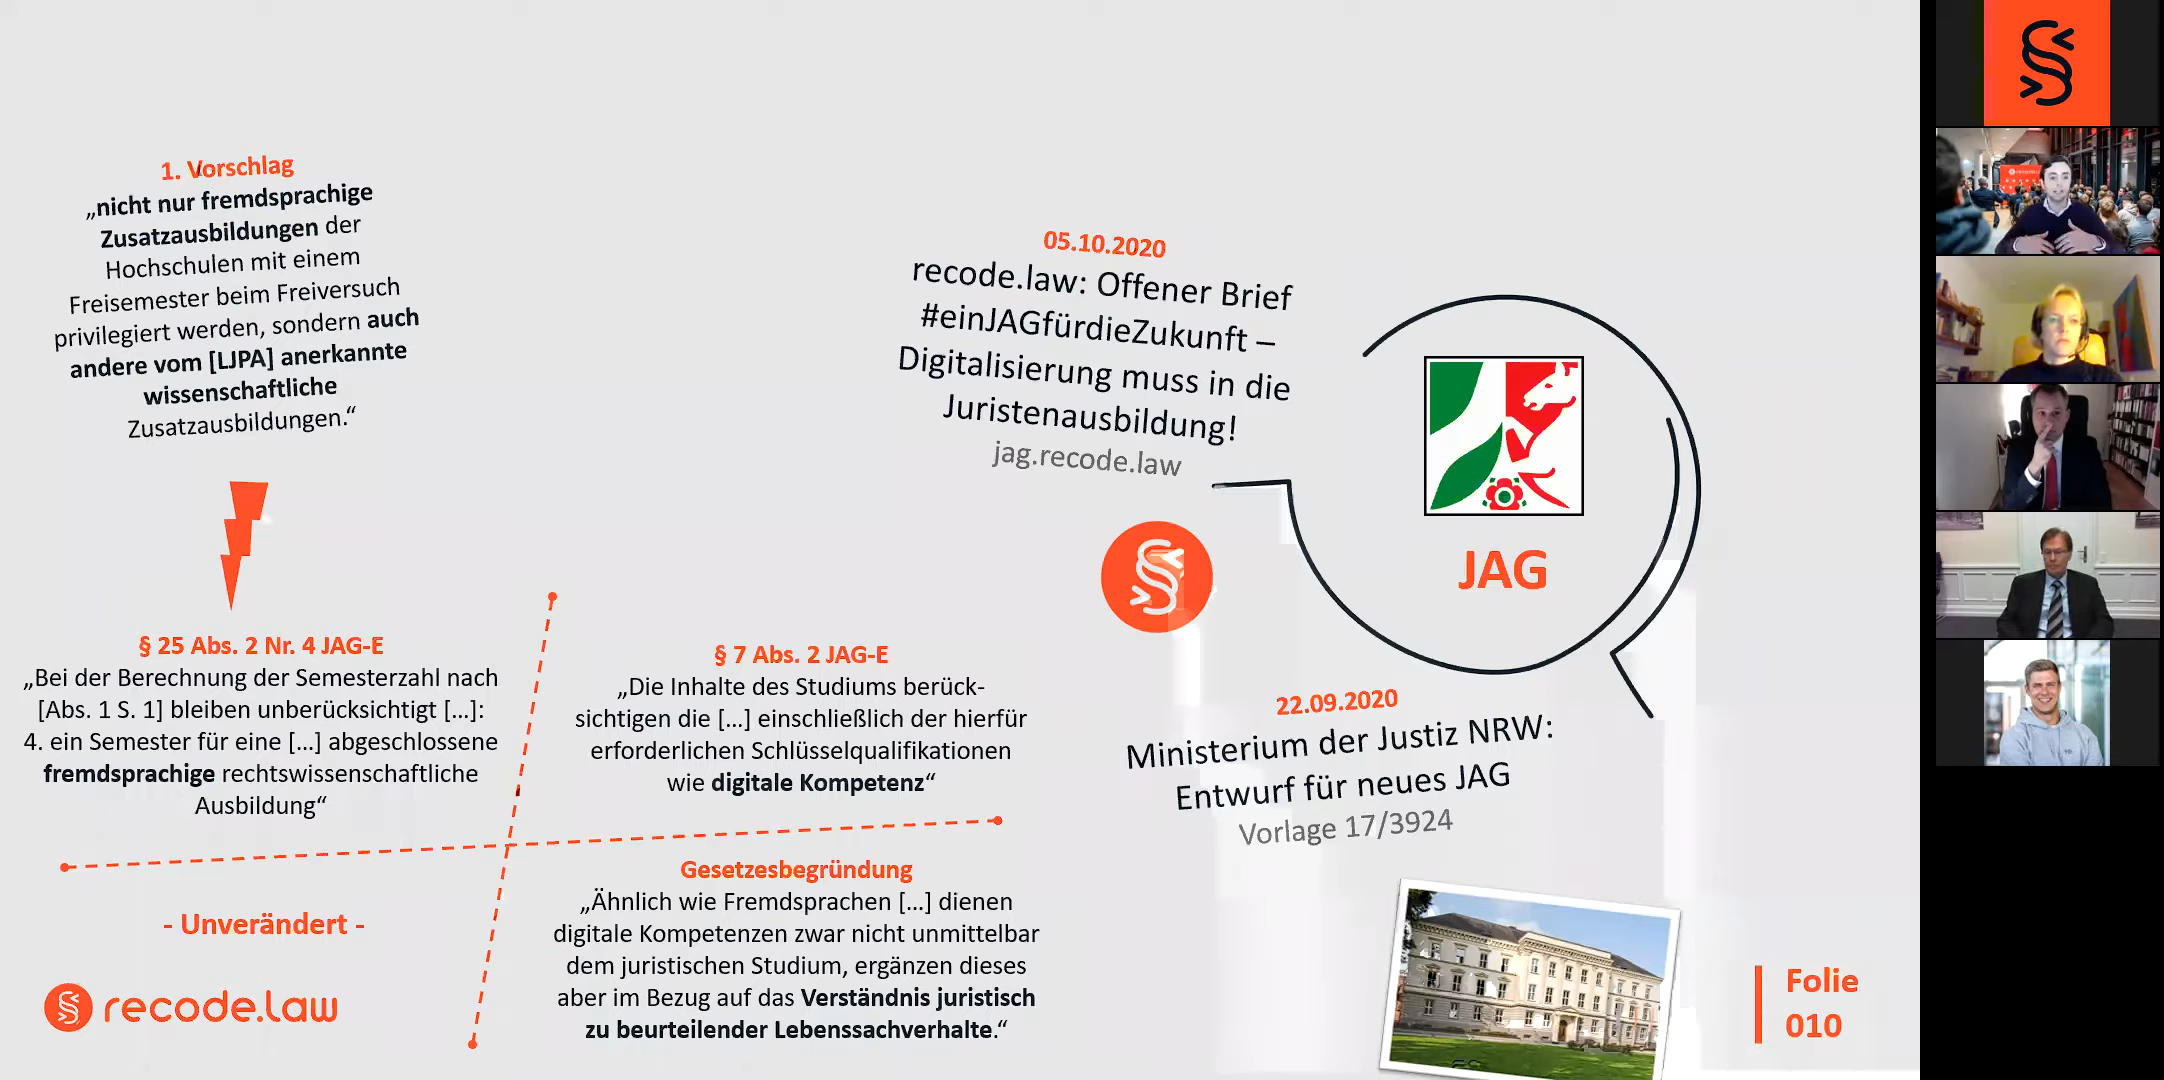 1. Vorschlag
„nicht nur fremdsprachige
Zusatzausbildungen der
Hochschulen mit einem
Freisemester beim Freiversuch
privilegiert werden, sondern auch
andere vom [LJPA] anerkannte
wissenschaftliche
Zusatzausbildungen.“
§ 25 Abs. 2 Nr. 4 JAG-E
„Bei der Berechnung der Semesterzahl nach
[Abs. 1 S. 1] bleiben unberücksichtigt […]:
4. ein Semester für eine […] abgeschlossene
fremdsprachige rechtswissenschaftliche
Ausbildung“
- Unverändert -
§ 7 Abs. 2 JAG-E
„Die Inhalte des Studiums berück-
sichtigen die […] einschließlich der hierfür
erforderlichen Schlüsselqualifikationen
wie digitale Kompetenz“
Gesetzesbegründung
„Ähnlich wie Fremdsprachen […] dienen
digitale Kompetenzen zwar nicht unmittelbar
dem juristischen Studium, ergänzen dieses
aber im Bezug auf das Verständnis juristisch
zu beurteilender Lebenssachverhalte.“
05.10.2020
recode.law: Offener Brief
#einJAGfürdieZukunft –
Digitalisierung muss in die
Juristenausbildung!
jag.recode.law
JAG
22.09.2020
Ministerium der Justiz NRW:
Entwurf für neues JAG
Vorlage 17/3924
recode.law
Folie
010